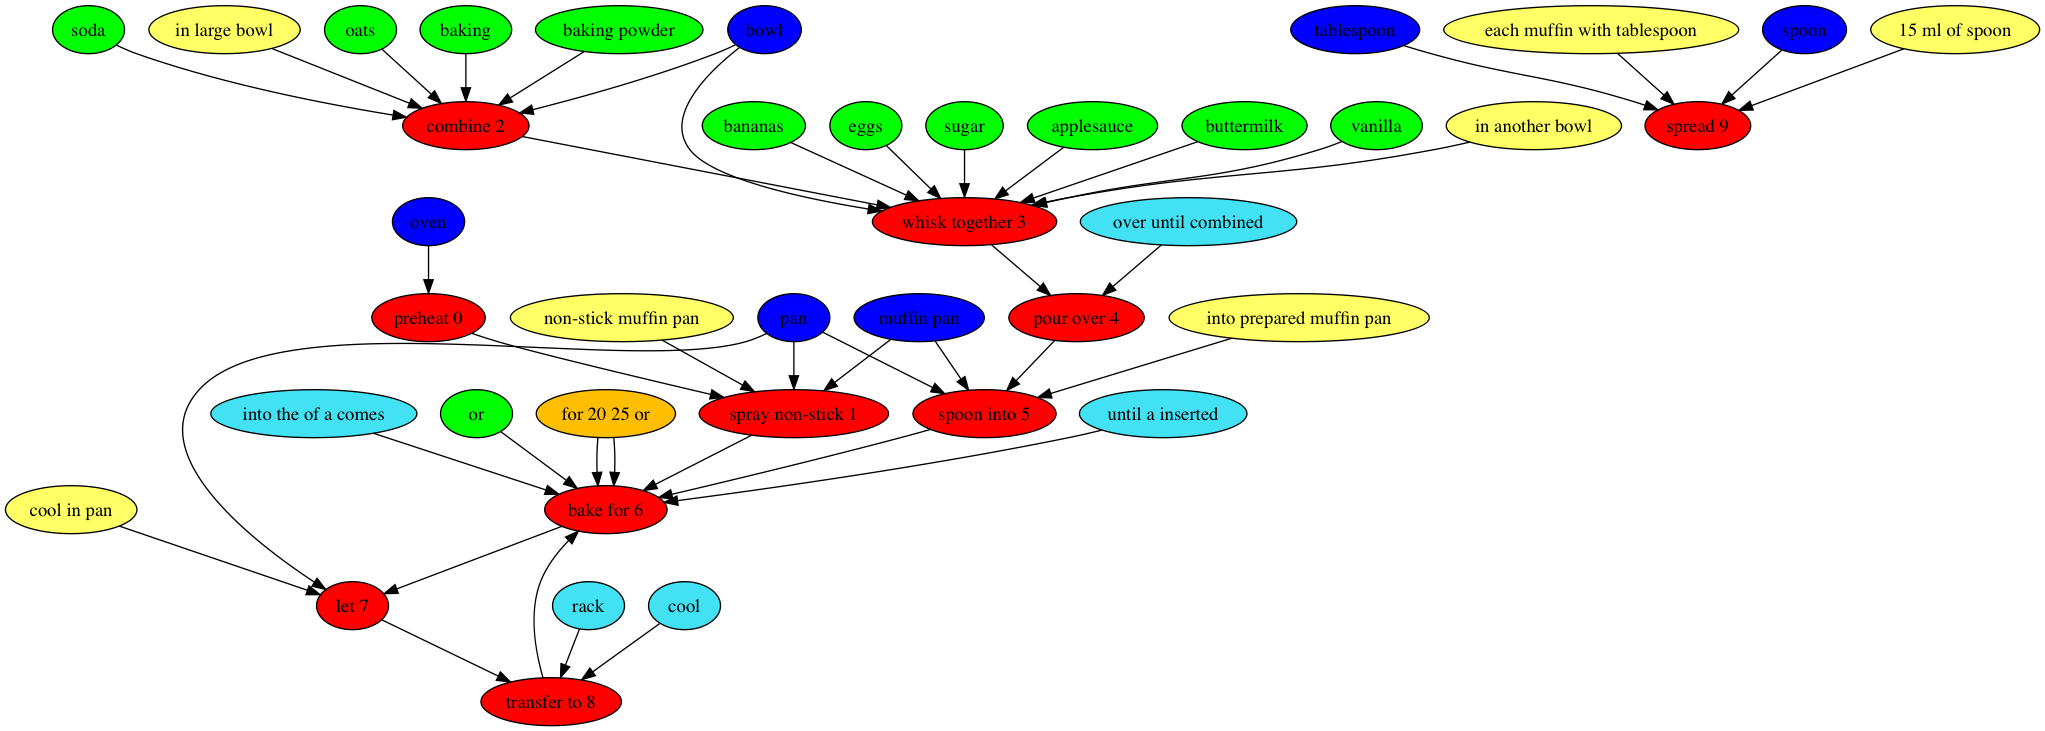 soda
in large bowl
oats
baking
baking powder
bowl
tablespoon
each muffin with tablespoon
spoon
15 ml of spoon
combine 2
bananas
eggs
sugar
applesauce
buttermilk
vanilla
in another bowl
spread 9
oven
whisk together 3
over until combined
preheat 0
non-stick muffin pan
pan
muffin pan
pour over 4
into prepared muffin pan
into the of a comes
or
for 20 25 or
spray non-stick 1
spoon into 5
until a inserted
cool in pan
bake for 6
let 7
rack
cool
transfer to 8